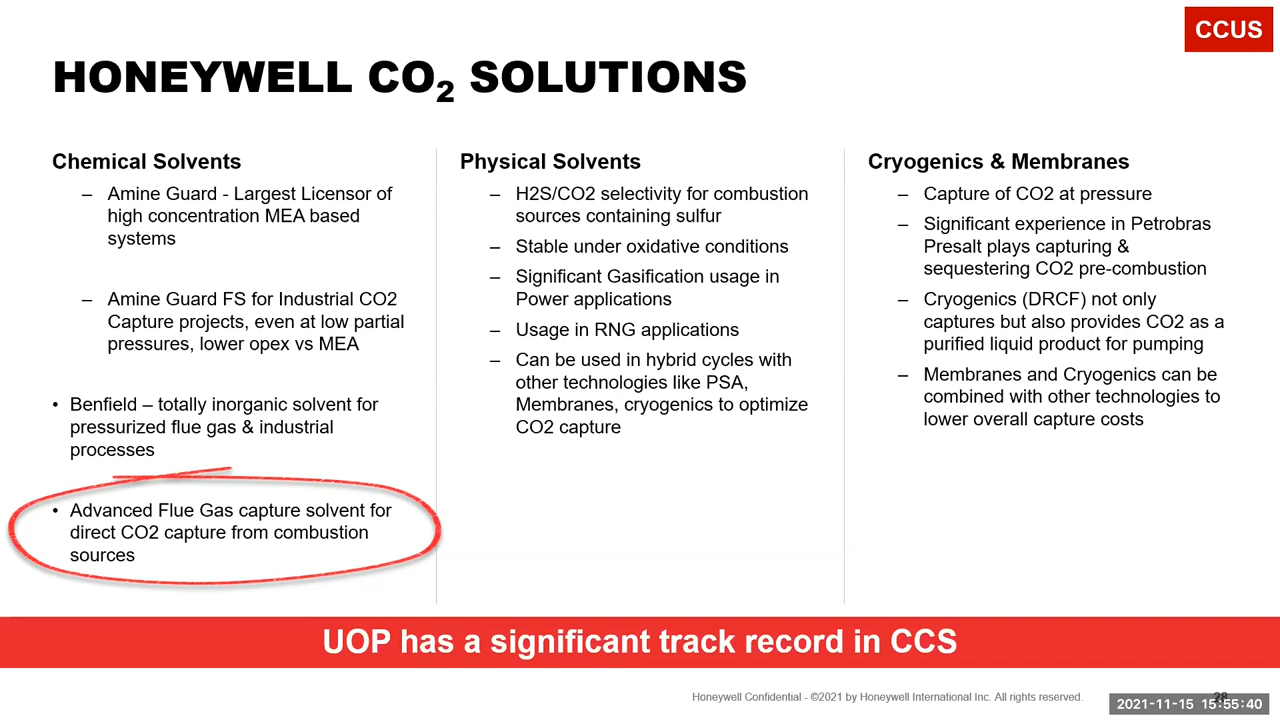 CCUS
HONEYWELL CO2 SOLUTIONS
Chemical Solvents
– Amine Guard - Largest Licensor of
high concentration MEA based
systems
– Amine Guard FS for Industrial CO2
Capture projects, even at low partial
pressures, lower opex vs MEA
• Benfield – totally inorganic solvent for
pressurized flue gas & industrial
processes
• Advanced Flue Gas capture solvent for
direct CO2 capture from combustion
sources
Physical Solvents
– H2S/CO2 selectivity for combustion
sources containing sulfur
– Stable under oxidative conditions
– Significant Gasification usage in
Power applications
– Usage in RNG applications
– Can be used in hybrid cycles with
other technologies like PSA,
Membranes, cryogenics to optimize
CO2 capture
Cryogenics & Membranes
– Capture of CO2 at pressure
– Significant experience in Petrobras
Presalt plays capturing &
sequestering CO2 pre-combustion
– Cryogenics (DRCF) not only
captures but also provides CO2 as a
purified liquid product for pumping
– Membranes and Cryogenics can be
combined with other technologies to
lower overall capture costs
UOP has a significant track record in CCS
Honeywell Confidential - ©2021 by Honeywell International Inc. All rights reserved.
28
2021-11-15 15:55:40